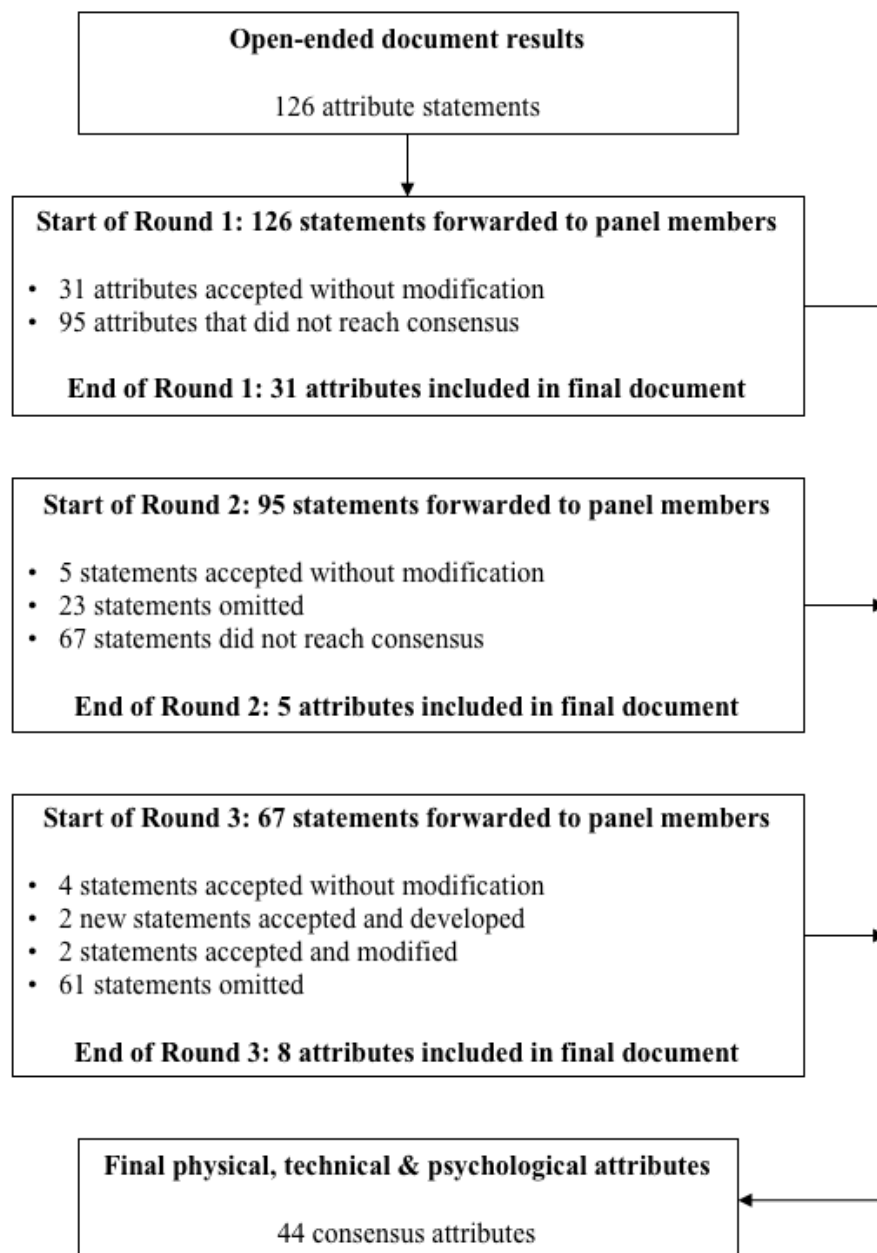 Open-ended document results
126 attribute statements
Start of Round 1: 126 statements forwarded to panel members
• 31 attributes accepted without modification
• 95 attributes that did not reach consensus
End of Round 1: 31 attributes included in final document
Start of Round 2: 95 statements forwarded to panel members
• 5 statements accepted without modification
• 23 statements omitted
• 67 statements did not reach consensus
End of Round 2: 5 attributes included in final document
Start of Round 3: 67 statements forwarded to panel members
• 4 statements accepted without modification
• 2 new statements accepted and developed
• 2 statements accepted and modified
• 61 statements omitted
End of Round 3: 8 attributes included in final document
Final physical, technical & psychological attributes
44 consensus attributes